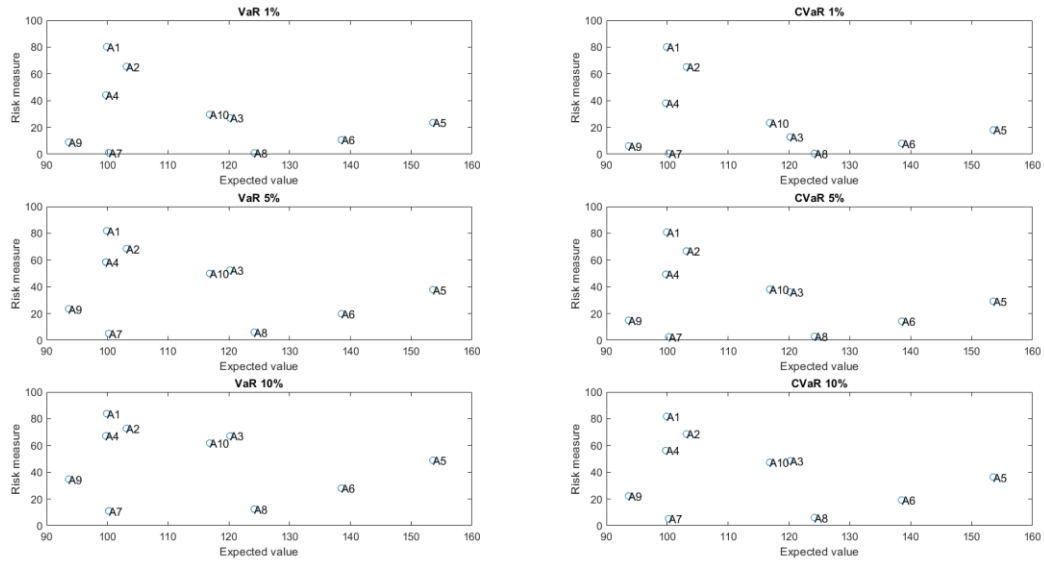 VaR 1%
Risk measure
100
80
60
40
20
0
A1
A2
A4
A10
A3
A5
A6
A9
A7
A8
90
100
110
120
130
140
150
160
Expected value
CVaR 1%
Risk measure
100
80
60
40
20
0
A1
A2
A4
A10
A3
A5
A6
A9
A7
A8
90
100
110
120
130
140
150
160
Expected value
VaR 5%
Risk measure
100
80
60
40
20
0
A1
A2
A4
A10
A3
A5
A6
A9
A7
A8
90
100
110
120
130
140
150
160
Expected value
CVaR 5%
Risk measure
100
80
60
40
20
0
A1
A2
A4
A10
A3
A5
A6
A9
A7
A8
90
100
110
120
130
140
150
160
Expected value
VaR 10%
Risk measure
100
80
60
40
20
0
A1
A2
A4
A10
A3
A5
A6
A9
A7
A8
90
100
110
120
130
140
150
160
Expected value
CVaR 10%
Risk measure
100
80
60
40
20
0
A1
A2
A4
A10
A3
A5
A6
A9
A7
A8
90
100
110
120
130
140
150
160
Expected value